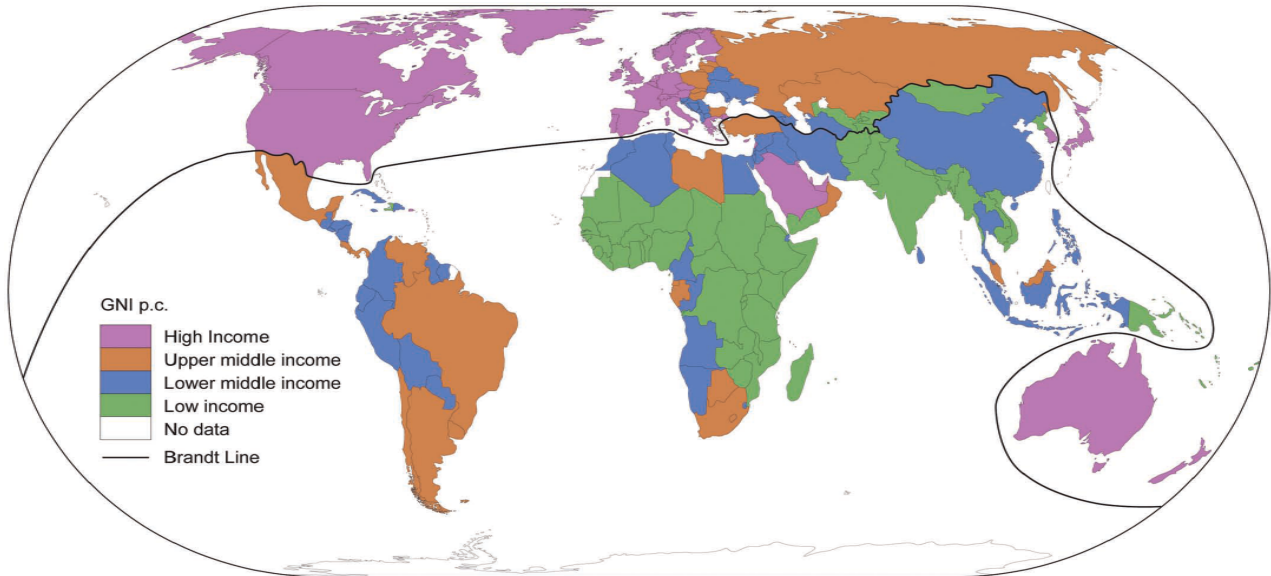 GNI p.c.
High Income
Upper middle income
Lower middle income
Low income
No data
Brandt Line